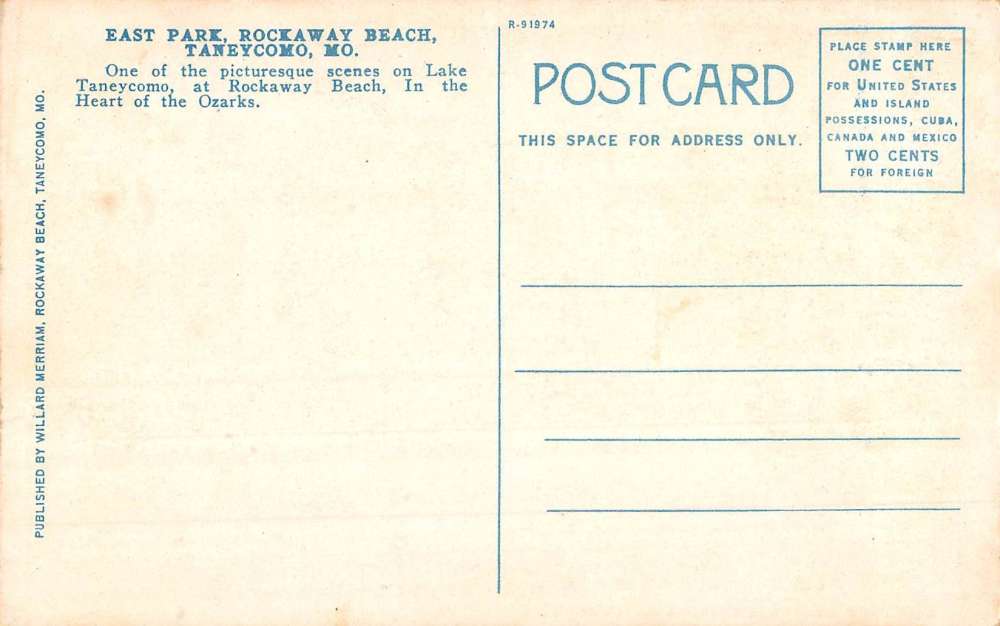 EAST PARK, ROCKAWAY BEACH,
TANEYCOMO, MO.
One of the picturesque scenes on Lake
Taneycomo, at Rockaway Beach, In the
Heart of the Ozarks.
PUBLISHED BY WILLARD MERRIAM, ROCKAWAY BEACH, TANEYCOMO, MO.
R-91974
POST CARD
THIS SPACE FOR ADDRESS ONLY.
PLACE STAMP HERE
ONE CENT
FOR UNITED STATES
AND ISLAND
POSSESSIONS, CUBA,
CANADA AND MEXICO
TWO CENTS
FOR FOREIGN